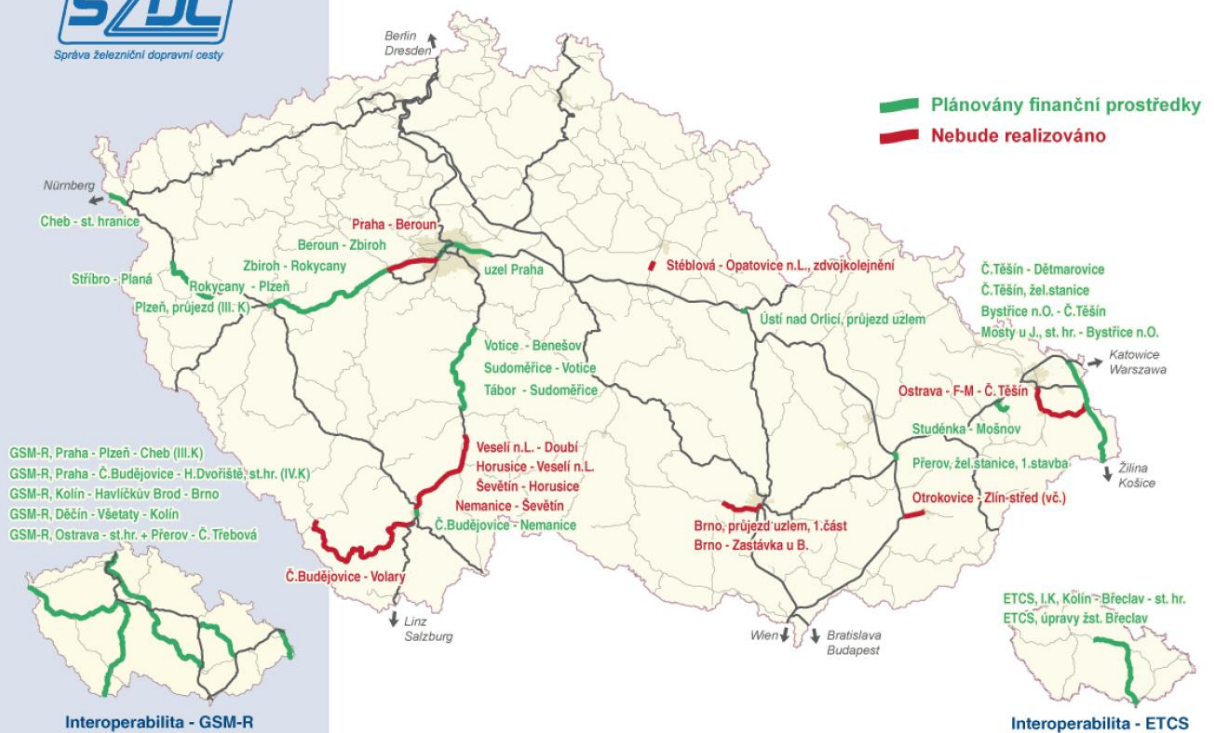 SŽDC
Správa železniční dopravní cesty
Berlin
Dresden
Plánovány finanční prostředky
Nebude realizováno
Nürnberg
Cheb - st. hranice
Praha - Beroun
Beroun - Zbiroh
Zbiroh - Rokycany
Stříbro - Planá
Rokycany - Plzeň
Plzeň, průjezd (III. K)
uzel Praha
Stéblová - Opatovice n.L., zdvojkolejnění
Ústí nad Orlicí, průjezd uzlem
Č.Těšín - Dětmarovice
Č.Těšín, žel.stanice
Bystřice n.O. - Č.Těšín
Mosty u J., st. hr. - Bystřice n.O.
Katowice
Warszawa
Votice - Benešov
Sudoměřice - Votice
Tábor - Sudoměřice
Ostrava - F-M - Č.Těšín
Studénka - Mošnov
Přerov, žel.stanice, 1.stavba
Žilina
Košice
Otrokovice - Zlín-střed (vč.)
Veselí n.L. - Doubí
Horusice - Veselí n.L.
Ševětín - Horusice
Nemanice - Ševětín
Č.Budějovice - Nemanice
Brno, průjezd uzlem, 1.část
Brno - Zastávka u B.
Č.Budějovice - Volary
Linz
Salzburg
Wien
Bratislava
Budapest
GSM-R, Praha - Plzeň - Cheb (III.K)
GSM-R, Praha - Č.Budějovice - H.Dvořiště, st.hr. (IV.K)
GSM-R, Kolín - Havlíčkův Brod - Brno
GSM-R, Děčín - Všetaty - Kolín
GSM-R, Ostrava - st.hr. + Přerov - Č. Třebová
Interoperabilita - GSM-R
ETCS, I.K, Kolín - Břeclav - st. hr.
ETCS, úpravy žst. Břeclav
Interoperabilita - ETCS